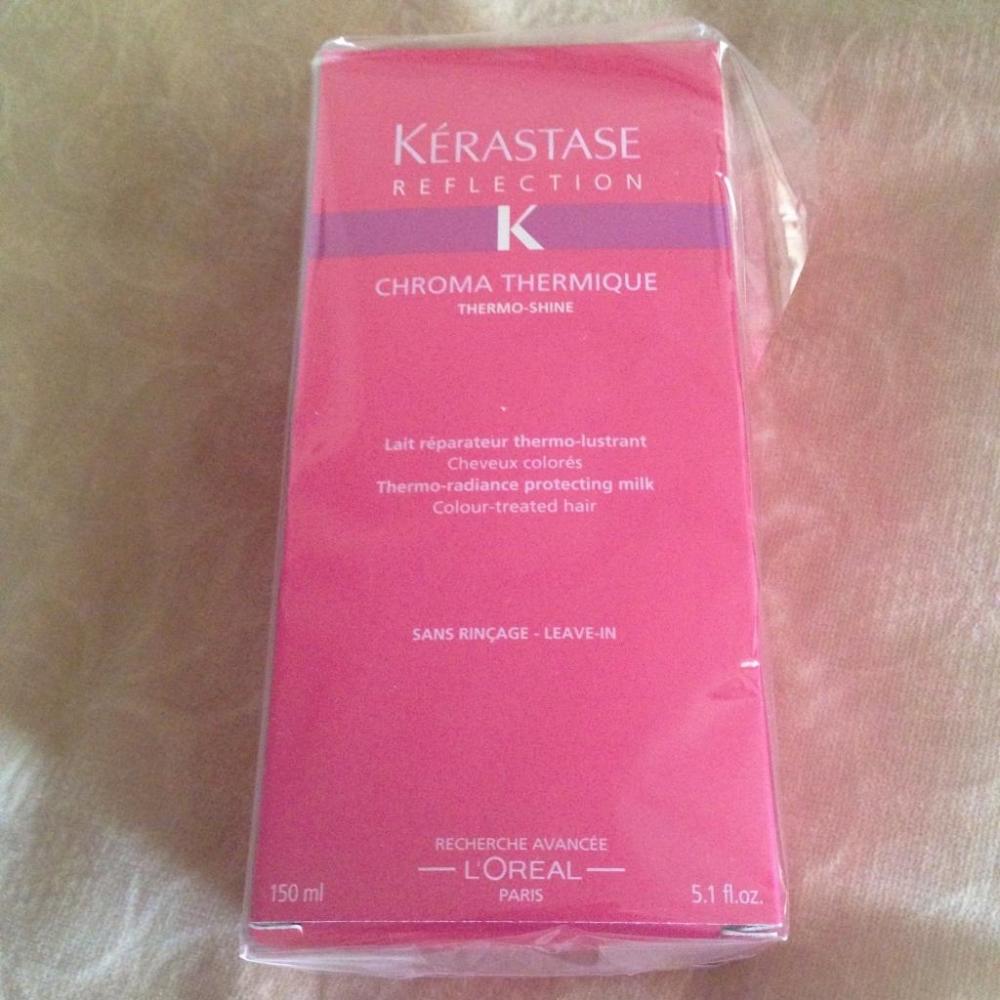 KÉRASTASE
REFLECTION
K
CHROMA THERMIQUE
THERMO-SHINE
Lait réparateur thermo-lustrant
Cheveux colorés
Thermo-radiance protecting milk
Colour-treated hair
SANS RINÇAGE - LEAVE-IN
RECHERCHE AVANCÉE
L'ORÉAL
PARIS
150 ml 5.1 fl.oz.